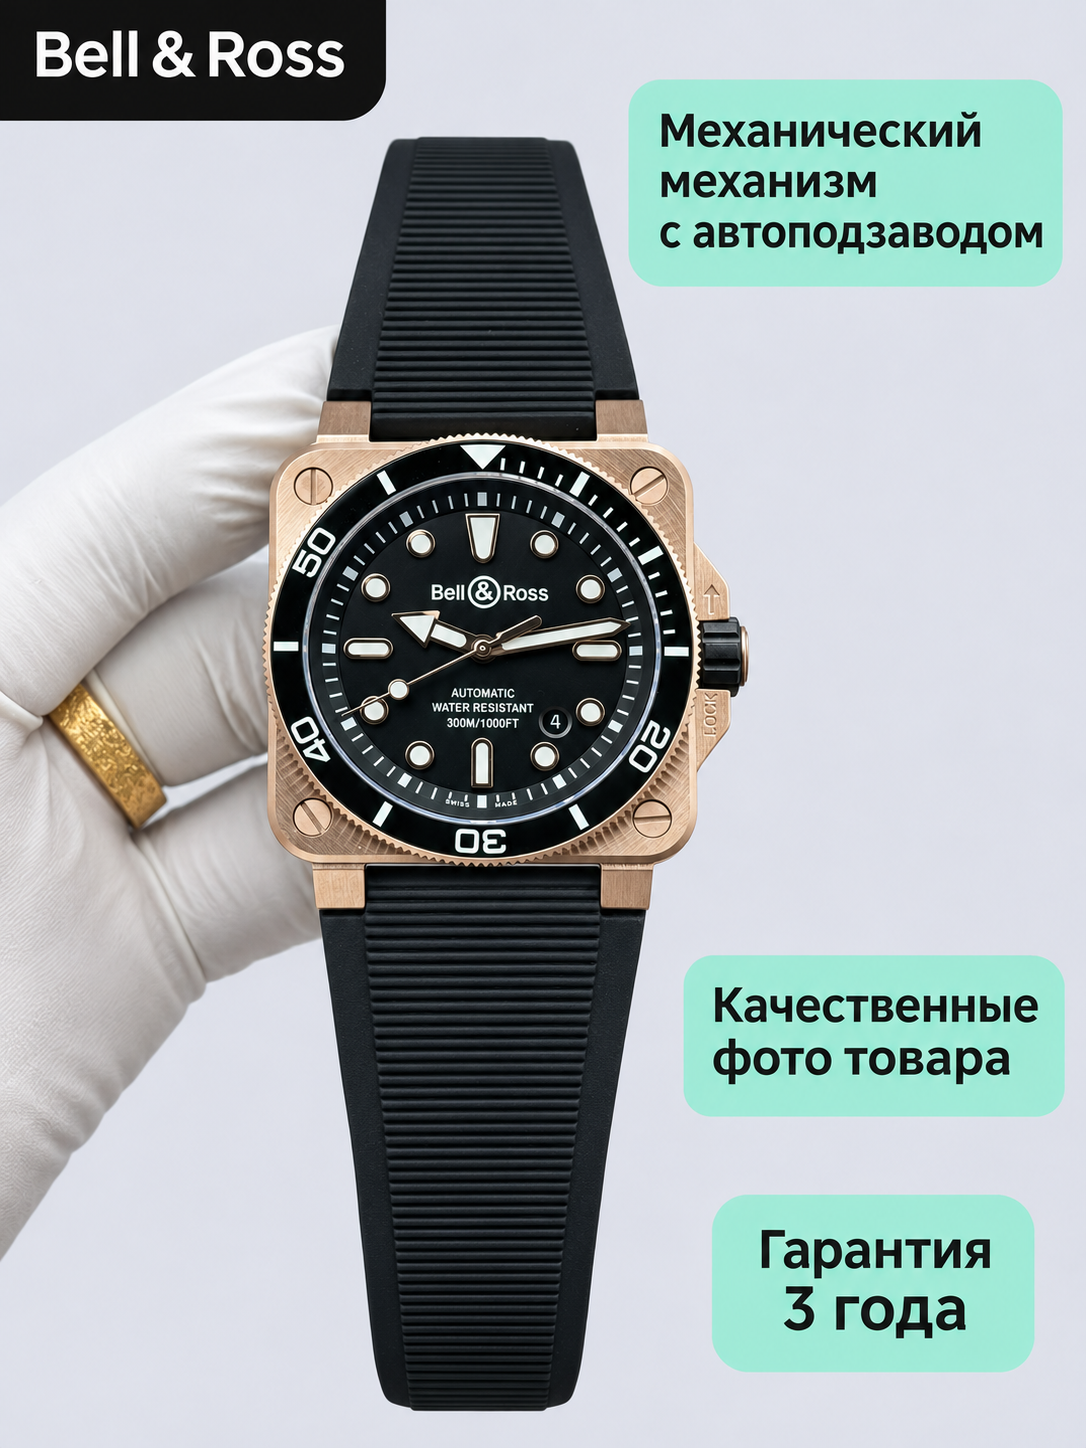 Bell & Ross
Механический
механизм
с автоподзаводом
50
Bell & Ross
AUTOMATIC
WATER RESISTANT
300M/1000FT
4
LOCK
40
20
SWISS MADE
30
Качественные
фото товара
Гарантия
3 года